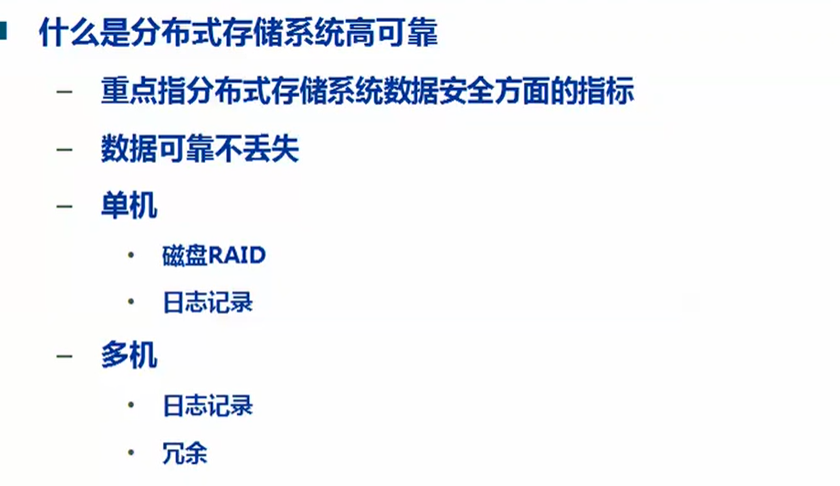 什么是分布式存储系统高可靠
– 重点指分布式存储系统数据安全方面的指标
– 数据可靠不丢失
– 单机
• 磁盘RAID
• 日志记录
– 多机
• 日志记录
• 冗余